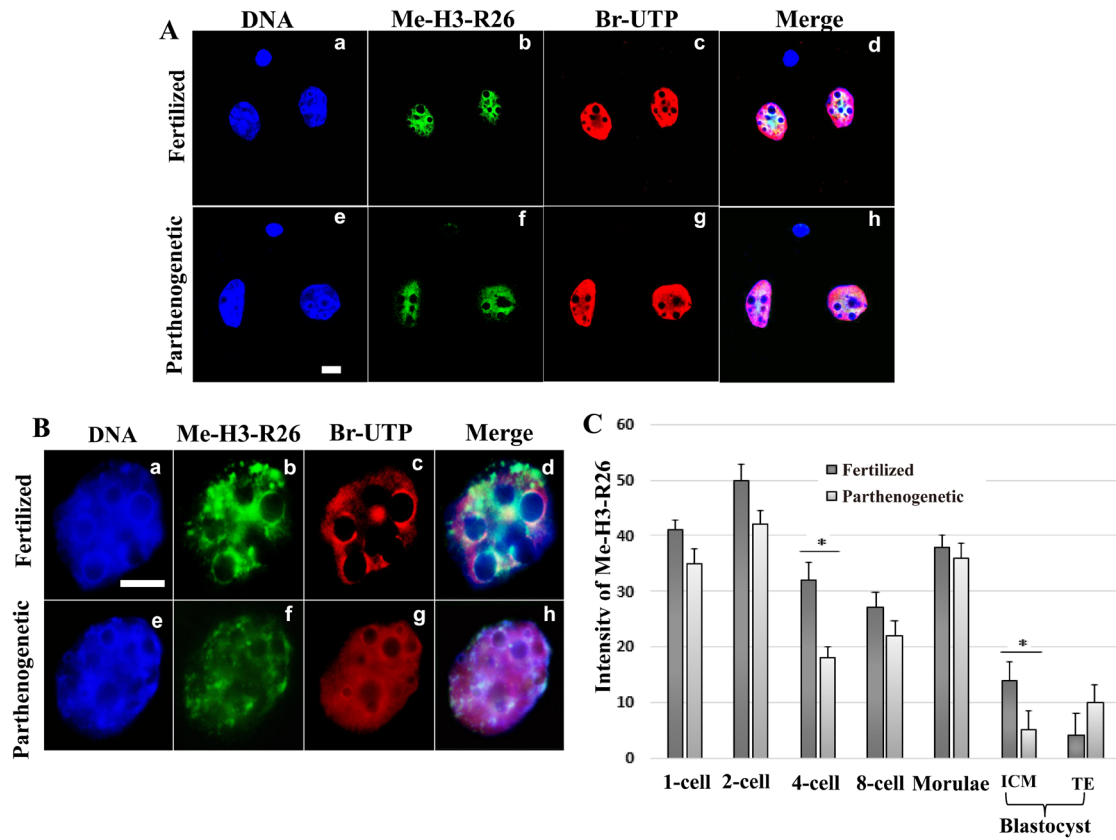 A
DNA Me-H3-R26 Br-UTP Merge
Fertilized
a b c d
Parthenogenetic
e f g h
B
DNA Me-H3-R26 Br-UTP Merge
Fertilized
a b c d
Parthenogenetic
e f g h
C
Intensity of Me-H3-R26
60
50
40
30
20
10
0
Fertilized
Parthenogenetic
*
*
1-cell 2-cell 4-cell 8-cell Morulae ICM TE
Blastocyst